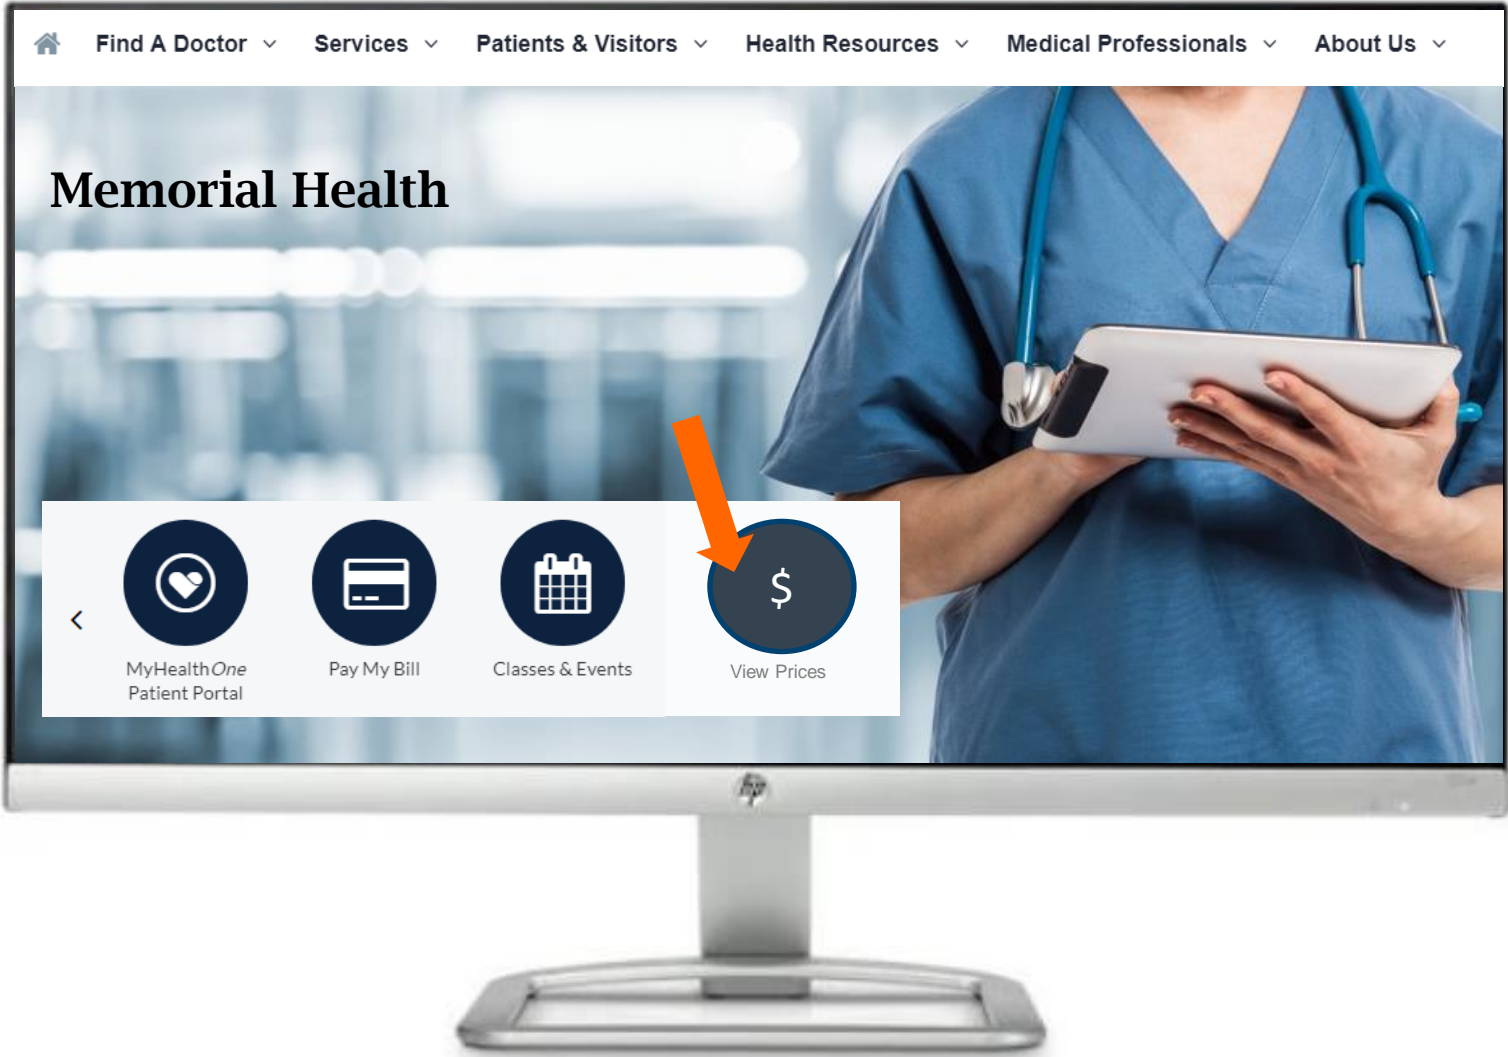 Find A Doctor Services Patients & Visitors Health Resources Medical Professionals About Us
Memorial Health
$
MyHealthOne
Patient Portal
Pay My Bill
Classes & Events
View Prices
hp